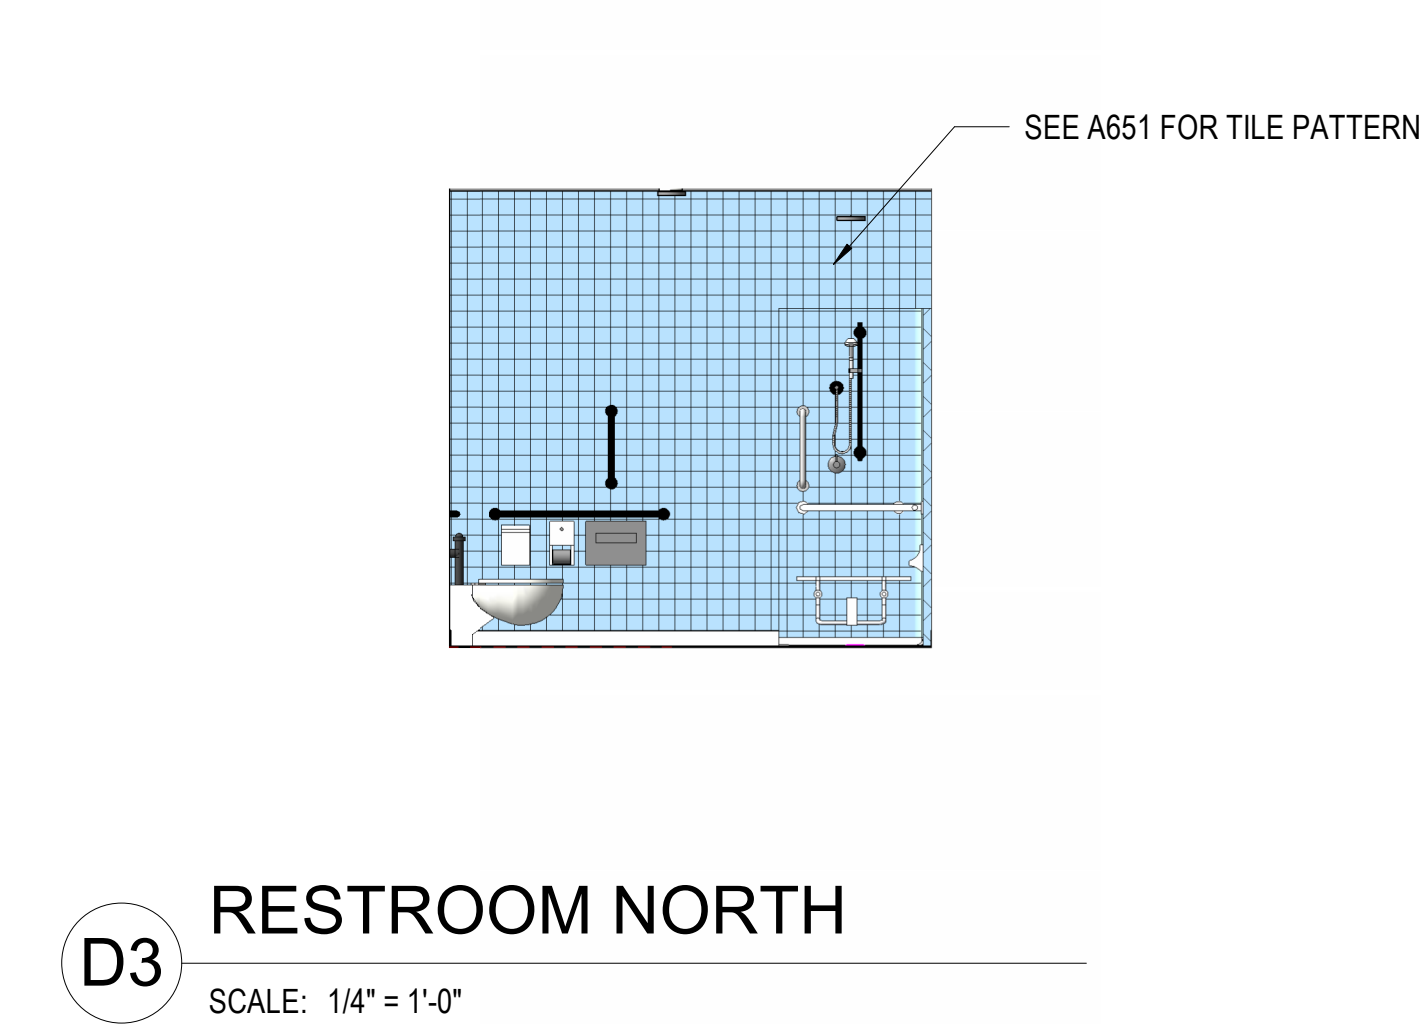 SEE A651 FOR TILE PATTERN
RESTROOM NORTH
D3
SCALE: 1/4" = 1'-0"